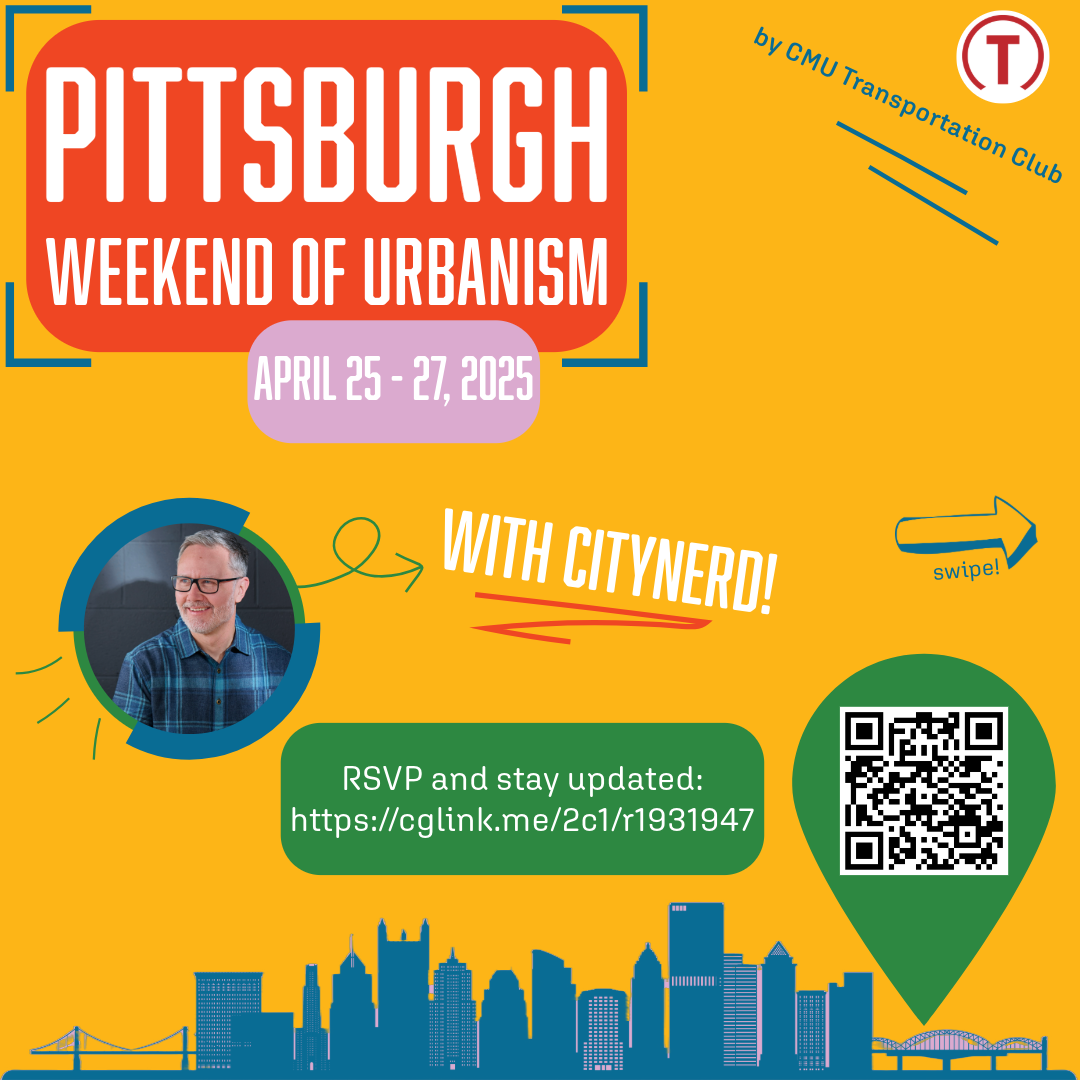 PITTSBURGH
WEEKEND OF URBANISM
APRIL 25 - 27, 2025
by CMU Transportation Club
T
WITH CITYNERD!
swipe!
RSVP and stay updated:
https://cglink.me/2c1/r1931947